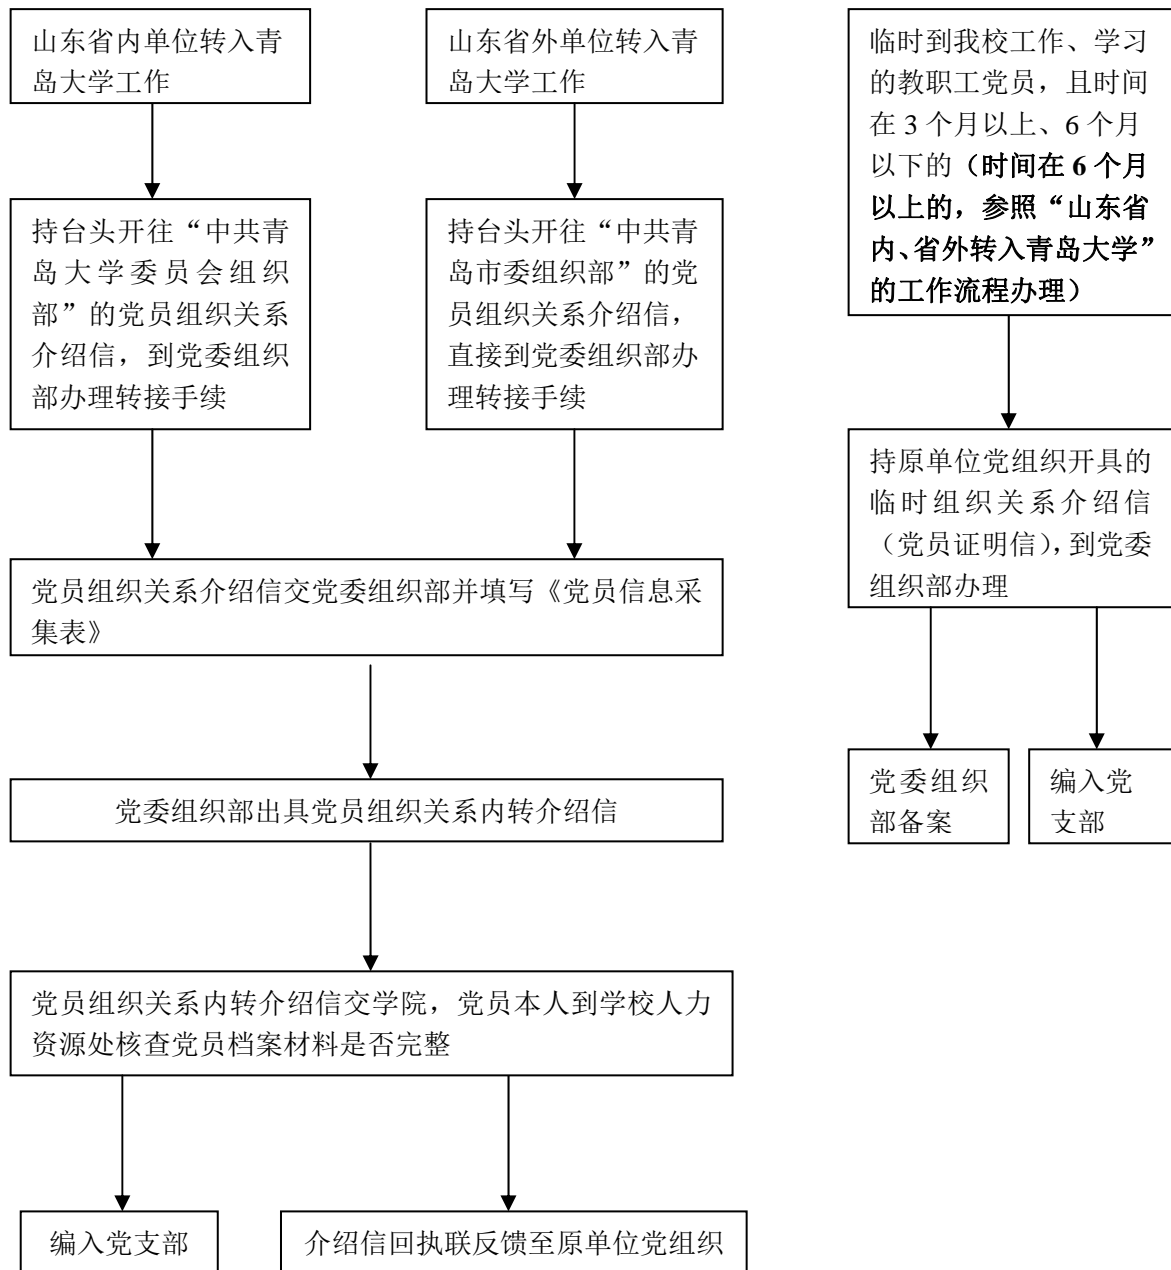 山东省内单位转入青
岛大学工作
山东省外单位转入青
岛大学工作
临时到我校工作、学习
的教职工党员，且时间
在 3 个月以上、6 个月
以下的（时间在 6 个月
以上的，参照“山东省
内、省外转入青岛大学”
的工作流程办理）
持台头开往“中共青
岛大学委员会组织
部”的党员组织关系
介绍信，到党委组织
部办理转接手续
持台头开往“中共青
岛市委组织部”的党
员组织关系介绍信，
直接到党委组织部办
理转接手续
持原单位党组织开具的
临时组织关系介绍信
（党员证明信），到党委
组织部办理
党员组织关系介绍信交党委组织部并填写《党员信息采
集表》
党委组织
部备案
编入党
支部
党委组织部出具党员组织关系内转介绍信
党员组织关系内转介绍信交学院，党员本人到学校人力
资源处核查党员档案材料是否完整
编入党支部
介绍信回执联反馈至原单位党组织